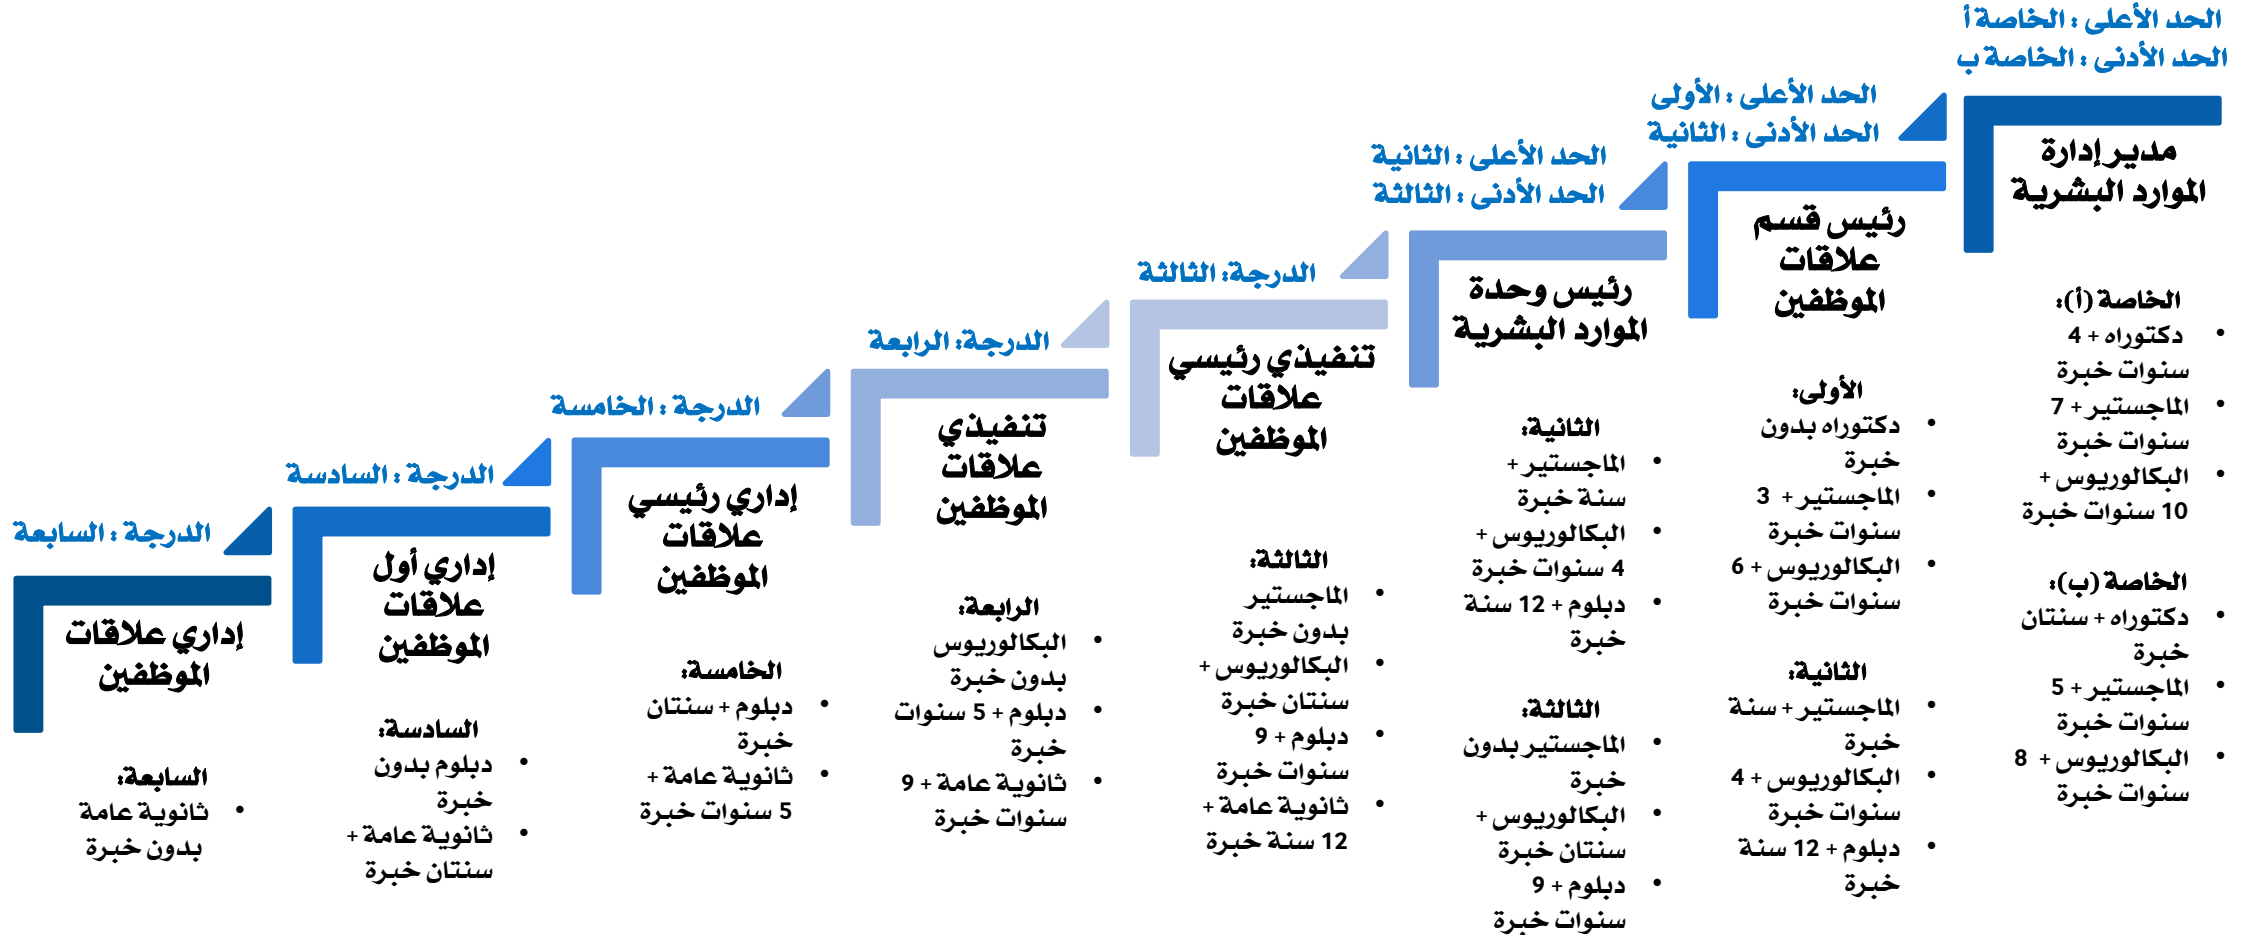 الحد الأعلى : الخاصة أ
الحد الأدنى : الخاصة ب
مدير إدارة
الموارد البشرية
الخاصة (أ):
• دكتوراه + 4
سنوات خبرة
• الماجستير + 7
سنوات خبرة
• البكالوريوس +
10 سنوات خبرة
الخاصة (ب):
• دكتوراه + سنتان
خبرة
• الماجستير + 5
سنوات خبرة
• البكالوريوس + 8
سنوات خبرة
الحد الأعلى : الأولى
الحد الأدنى : الثانية
رئيس قسم
علاقات
الموظفين
الأولى:
• دكتوراه بدون
خبرة
• الماجستير + 3
سنوات خبرة
• البكالوريوس + 6
سنوات خبرة
الثانية:
• الماجستير + سنة
خبرة
• البكالوريوس + 4
سنوات خبرة
• دبلوم + 12 سنة
خبرة
الحد الأعلى : الثانية
الحد الأدنى : الثالثة
رئيس وحدة
الموارد البشرية
الثانية:
• الماجستير +
سنة خبرة
• البكالوريوس +
4 سنوات خبرة
• دبلوم + 12 سنة
خبرة
الثالثة:
• الماجستير بدون
خبرة
• البكالوريوس +
سنتان خبرة
• دبلوم + 9
سنوات خبرة
الدرجة: الثالثة
تنفيذي رئيسي
علاقات
الموظفين
الثالثة:
• الماجستير
بدون خبرة
• البكالوريوس +
سنتان خبرة
• دبلوم + 9
سنوات خبرة
• ثانوية عامة +
12 سنة خبرة
الدرجة: الرابعة
تنفيذي
علاقات
الموظفين
الرابعة:
• البكالوريوس
بدون خبرة
• دبلوم + 5 سنوات
خبرة
• ثانوية عامة + 9
سنوات خبرة
الدرجة : الخامسة
إداري رئيسي
علاقات
الموظفين
الخامسة:
• دبلوم + سنتان
خبرة
• ثانوية عامة +
5 سنوات خبرة
الدرجة : السادسة
إداري أول
علاقات
الموظفين
السادسة:
• دبلوم بدون
خبرة
• ثانوية عامة +
سنتان خبرة
الدرجة : السابعة
إداري علاقات
الموظفين
السابعة:
• ثانوية عامة
بدون خبرة